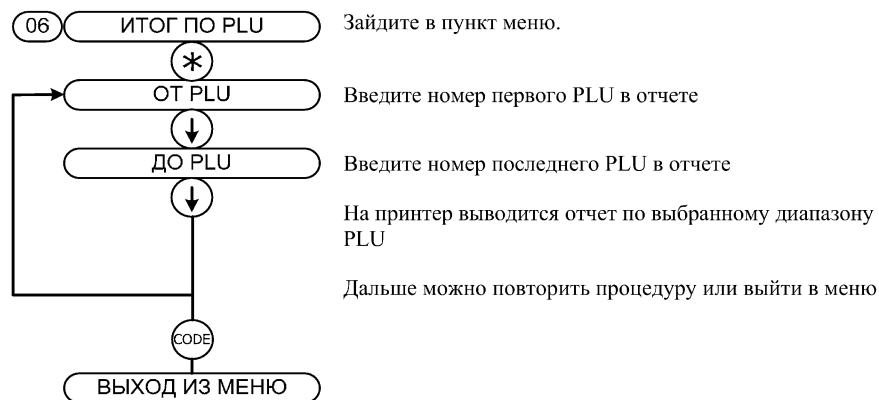 06 ИТОГ ПО PLU Зайдите в пункт меню.
*
ОТ PLU Введите номер первого PLU в отчете
↓
ДО PLU Введите номер последнего PLU в отчете
↓
На принтер выводится отчет по выбранному диапазону
PLU
Дальше можно повторить процедуру или выйти в меню
CODE
ВЫХОД ИЗ МЕНЮ